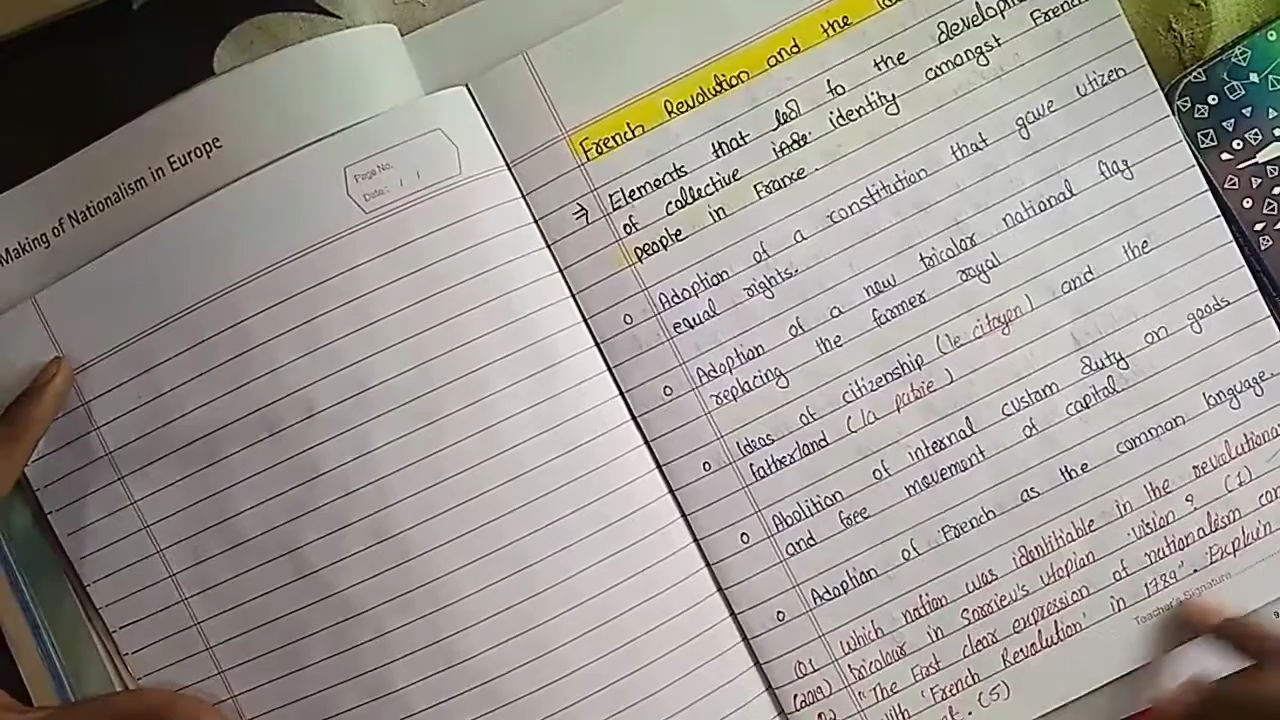 Making of Nationalism in Europe
Page No.
Date: / /
French Revolution and the
⇒ Elements that led to the
of collective identity amongst French
people in France.
o Adoption of a constitution that gave citizen
equal rights.
o Adoption of a new tricolor national flag
replacing the farmer royal
o Ideas of citizenship (le citoyen) and the
fatherland (la patrie)
o Abolition of internal custam duty on goods
and free movement of capital.
o Adoption of French as the common language.
Q1 Which nation was identifiable in the
(2019) tricolour in Sorrieu's utopian vision? (1)
Q2 "The First clear expression of nationalism
with 'French Revolution' in 1789". Explain
(5)
Teacher's Signature